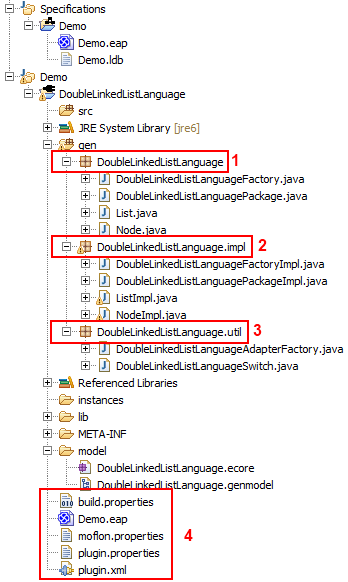 Specifications
Demo
Demo.eap
Demo.ldb
Demo
DoubleLinkedListLanguage
src
JRE System Library [jre6]
gen
DoubleLinkedListLanguage 1
DoubleLinkedListLanguageFactory.java
DoubleLinkedListLanguagePackage.java
List.java
Node.java
DoubleLinkedListLanguage.impl 2
DoubleLinkedListLanguageFactoryImpl.java
DoubleLinkedListLanguagePackageImpl.java
ListImpl.java
NodeImpl.java
DoubleLinkedListLanguage.util 3
DoubleLinkedListLanguageAdapterFactory.java
DoubleLinkedListLanguageSwitch.java
Referenced Libraries
instances
lib
META-INF
model
DoubleLinkedListLanguage.ecore
DoubleLinkedListLanguage.genmodel
build.properties
Demo.eap
moflon.properties 4
plugin.properties
plugin.xml